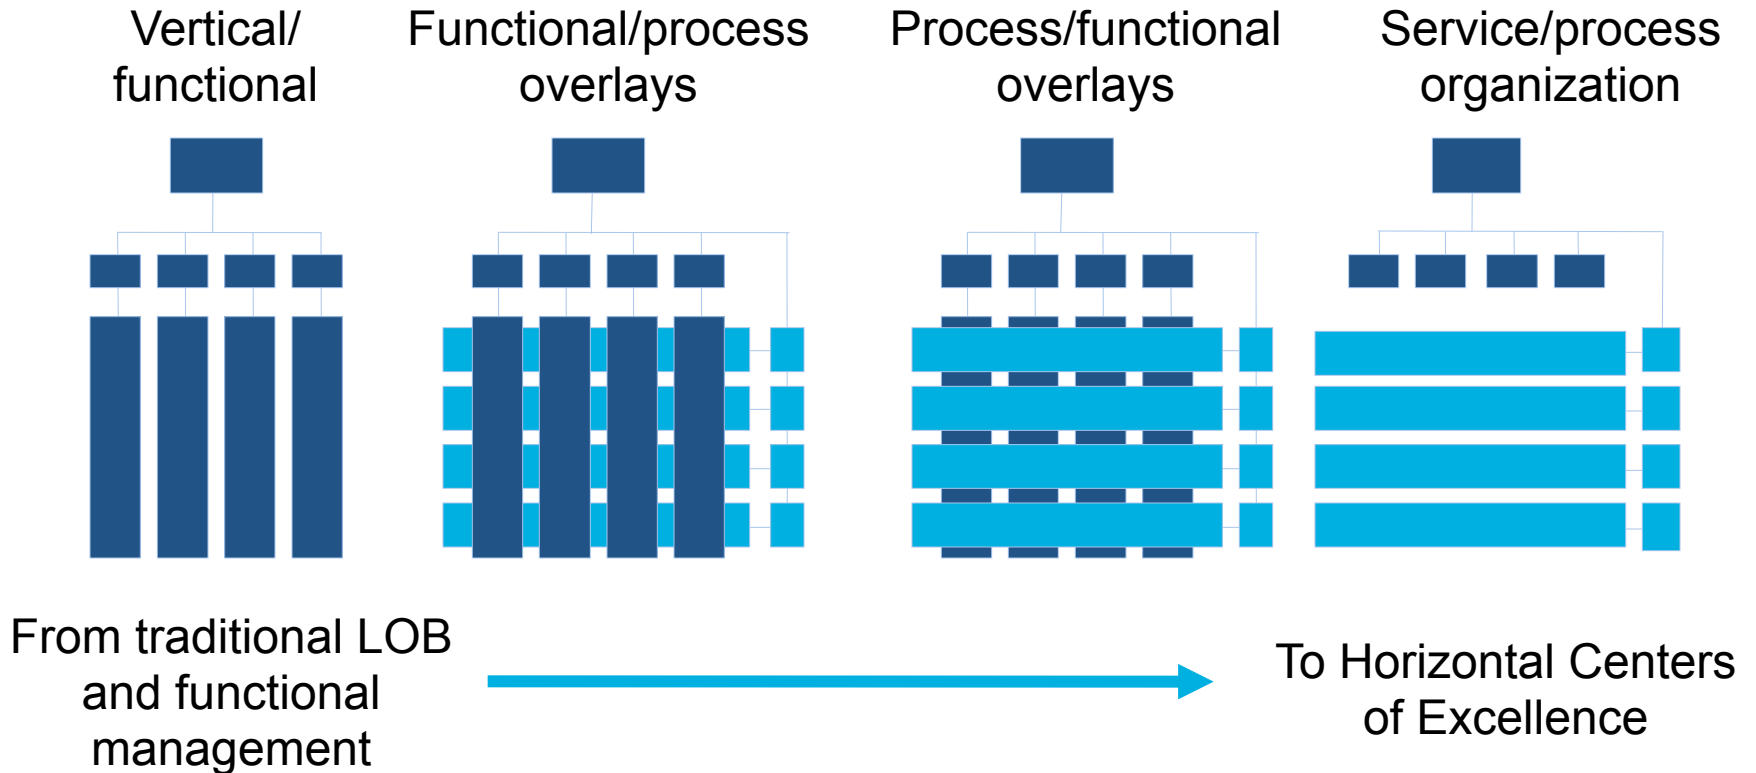 Vertical/
functional
Functional/process
overlays
Process/functional
overlays
Service/process
organization
From traditional LOB
and functional
management
To Horizontal Centers
of Excellence